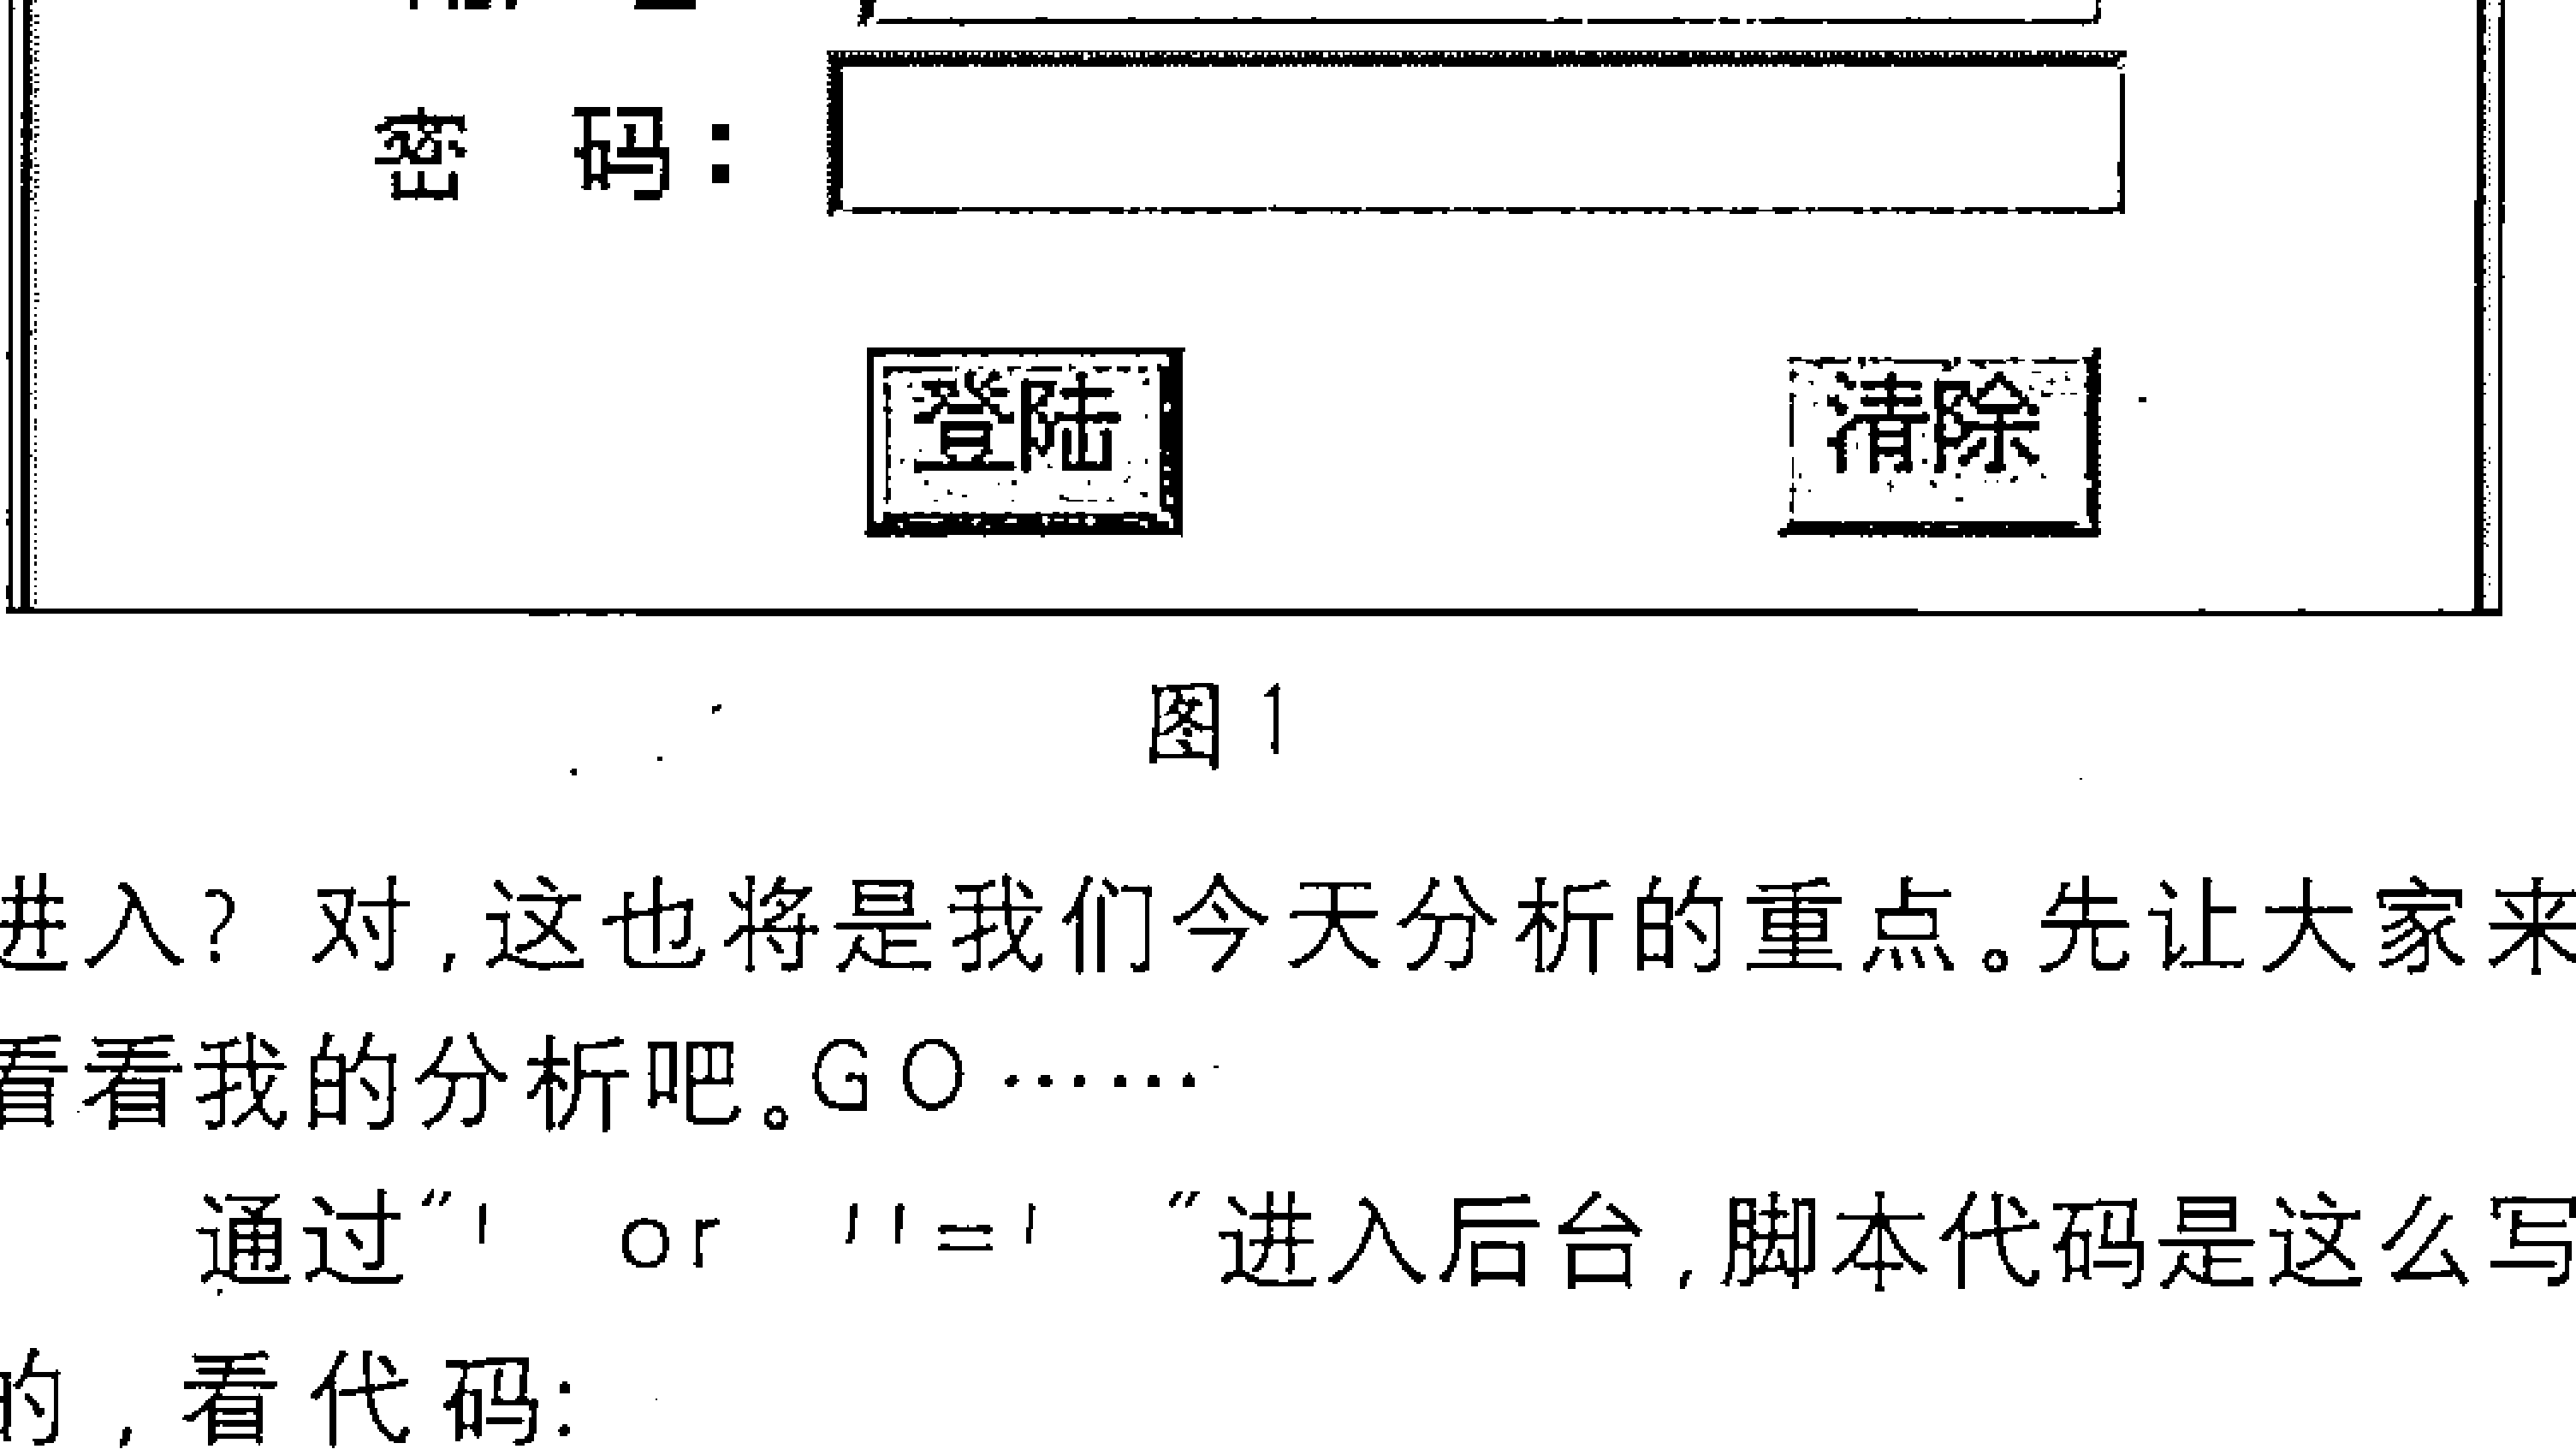 密 码：
登陆 清除
图1
进入？对，这也将是我们今天分析的重点。先让大家来
看看我的分析吧。GO……
通过“' or ''=' ”进入后台，脚本代码是这么写
的，看代码：